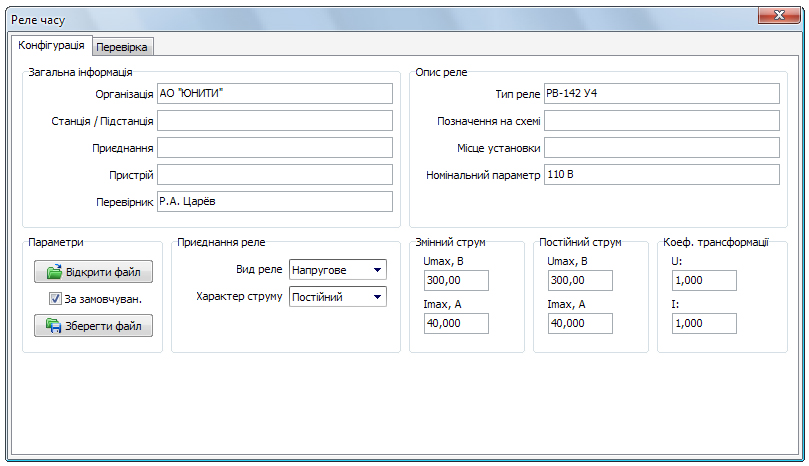 Реле часу
Конфігурація Перевірка
Загальна інформація
Організація АО "ЮНИТИ"
Станція / Підстанція
Приєднання
Пристрій
Перевірник Р.А. Царёв
Опис реле
Тип реле РВ-142 У4
Позначення на схемі
Місце установки
Номінальний параметр 110 В
Параметри
Відкрити файл
За замовчуван.
Зберегти файл
Приєднання реле
Вид реле Напругове
Характер струму Постійний
Змінний струм
Umax, В
300,00
Imax, А
40,000
Постійний струм
Umax, В
300,00
Imax, А
40,000
Коеф. трансформації
U:
1,000
I:
1,000